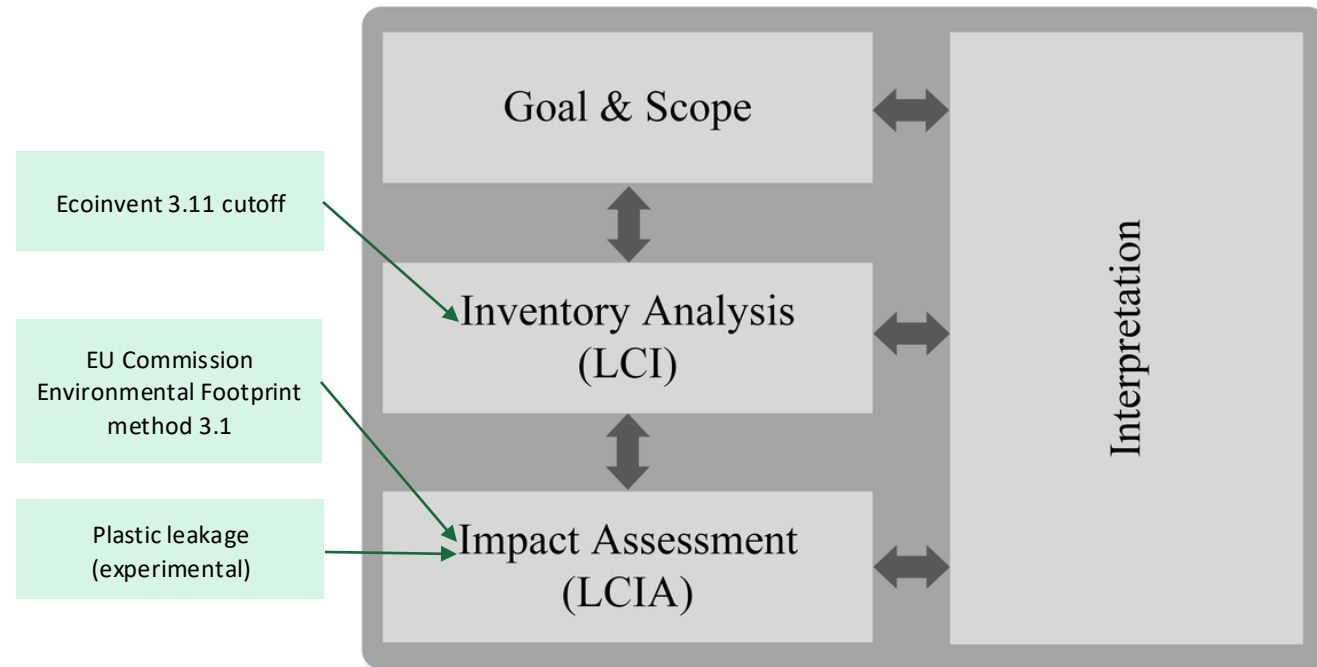 Goal & Scope
Ecoinvent 3.11 cutoff
Inventory Analysis
(LCI)
EU Commission
Environmental Footprint
method 3.1
Plastic leakage
(experimental)
Impact Assessment
(LCIA)
Interpretation